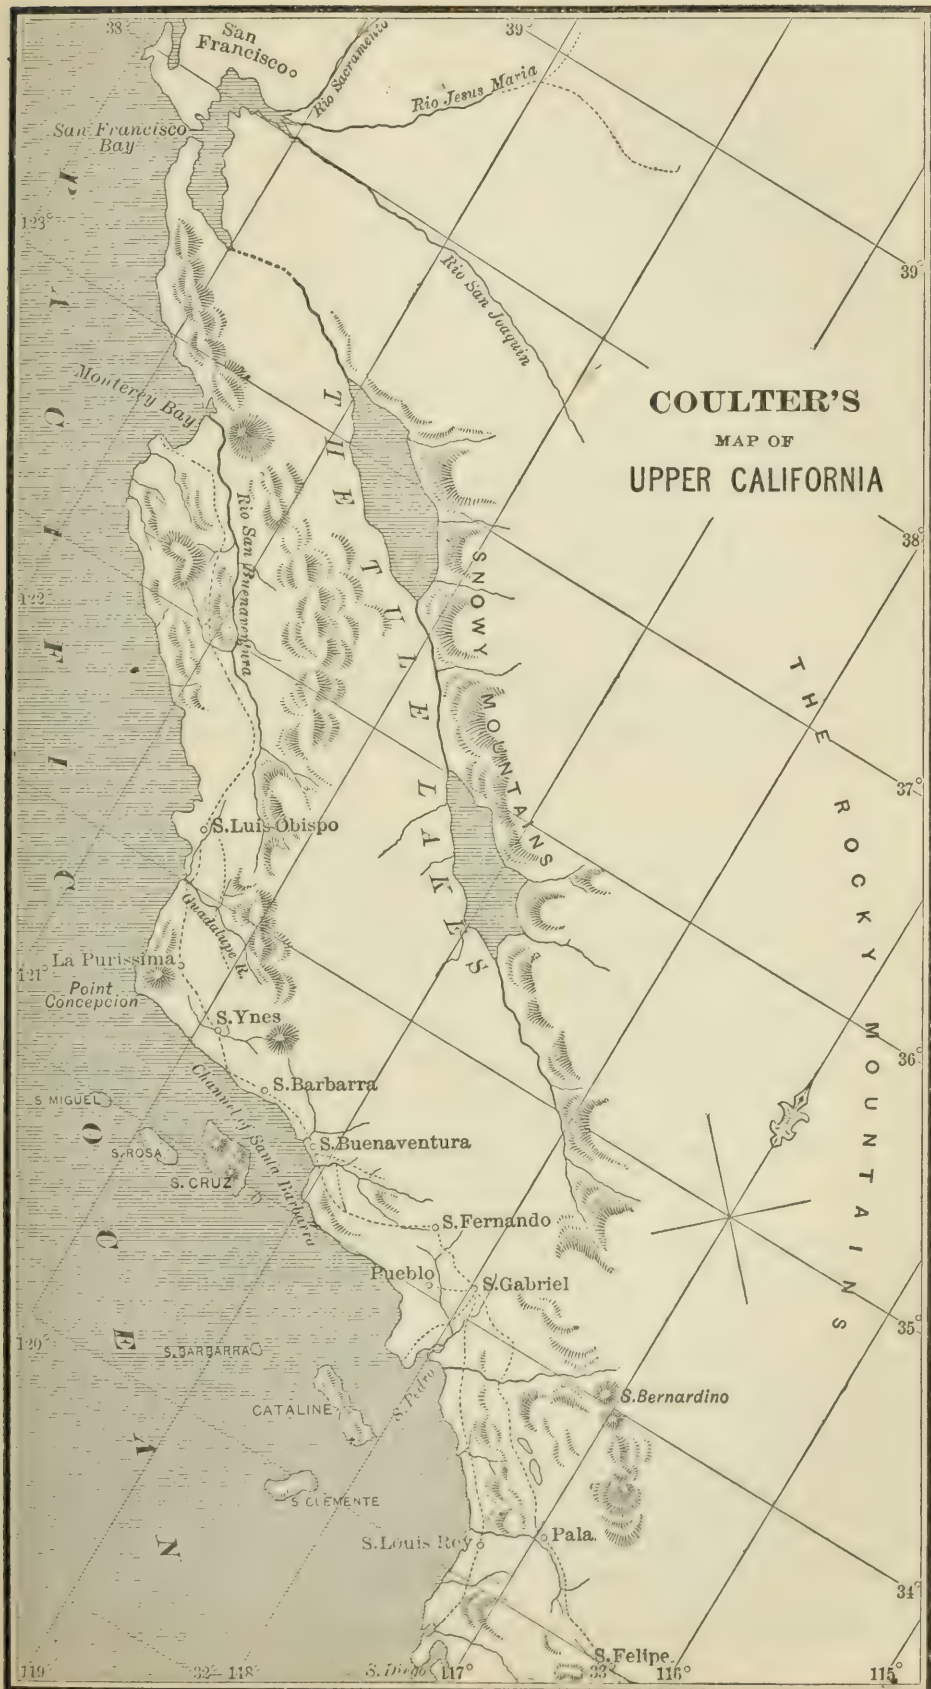 38
San
Francisco
39°
Rio Sacramento
Rio Jesus Maria
San Francisco
Bay
123°
Rio San Joaquin
39°
COULTER'S
MAP OF
UPPER CALIFORNIA
Monterey Bay
Rio San Buenaventura
THE TULE LAKES
SNOWY MOUNTAINS
38°
122°
THE ROCKY MOUNTAINS
37°
PACIFIC OCEAN
S.Luis Obispo
Guadalupe R.
La Purissima
121°
Point
Concepcion
S.Ynes
36°
S.Barbarra
S MIGUEL
Channel of Santa Barbarra
S.Buenaventura
S.ROSA
S.CRUZ
S.Fernando
Pueblo
S.Gabriel
35°
120°
S.BARBARRA
S.Pedro
S.Bernardino
CATALINE
S CLEMENTE
S.Louis Rey
Pala.
34°
S.Felipe
119
32
118
S. Diego
117°
33°
116°
115°